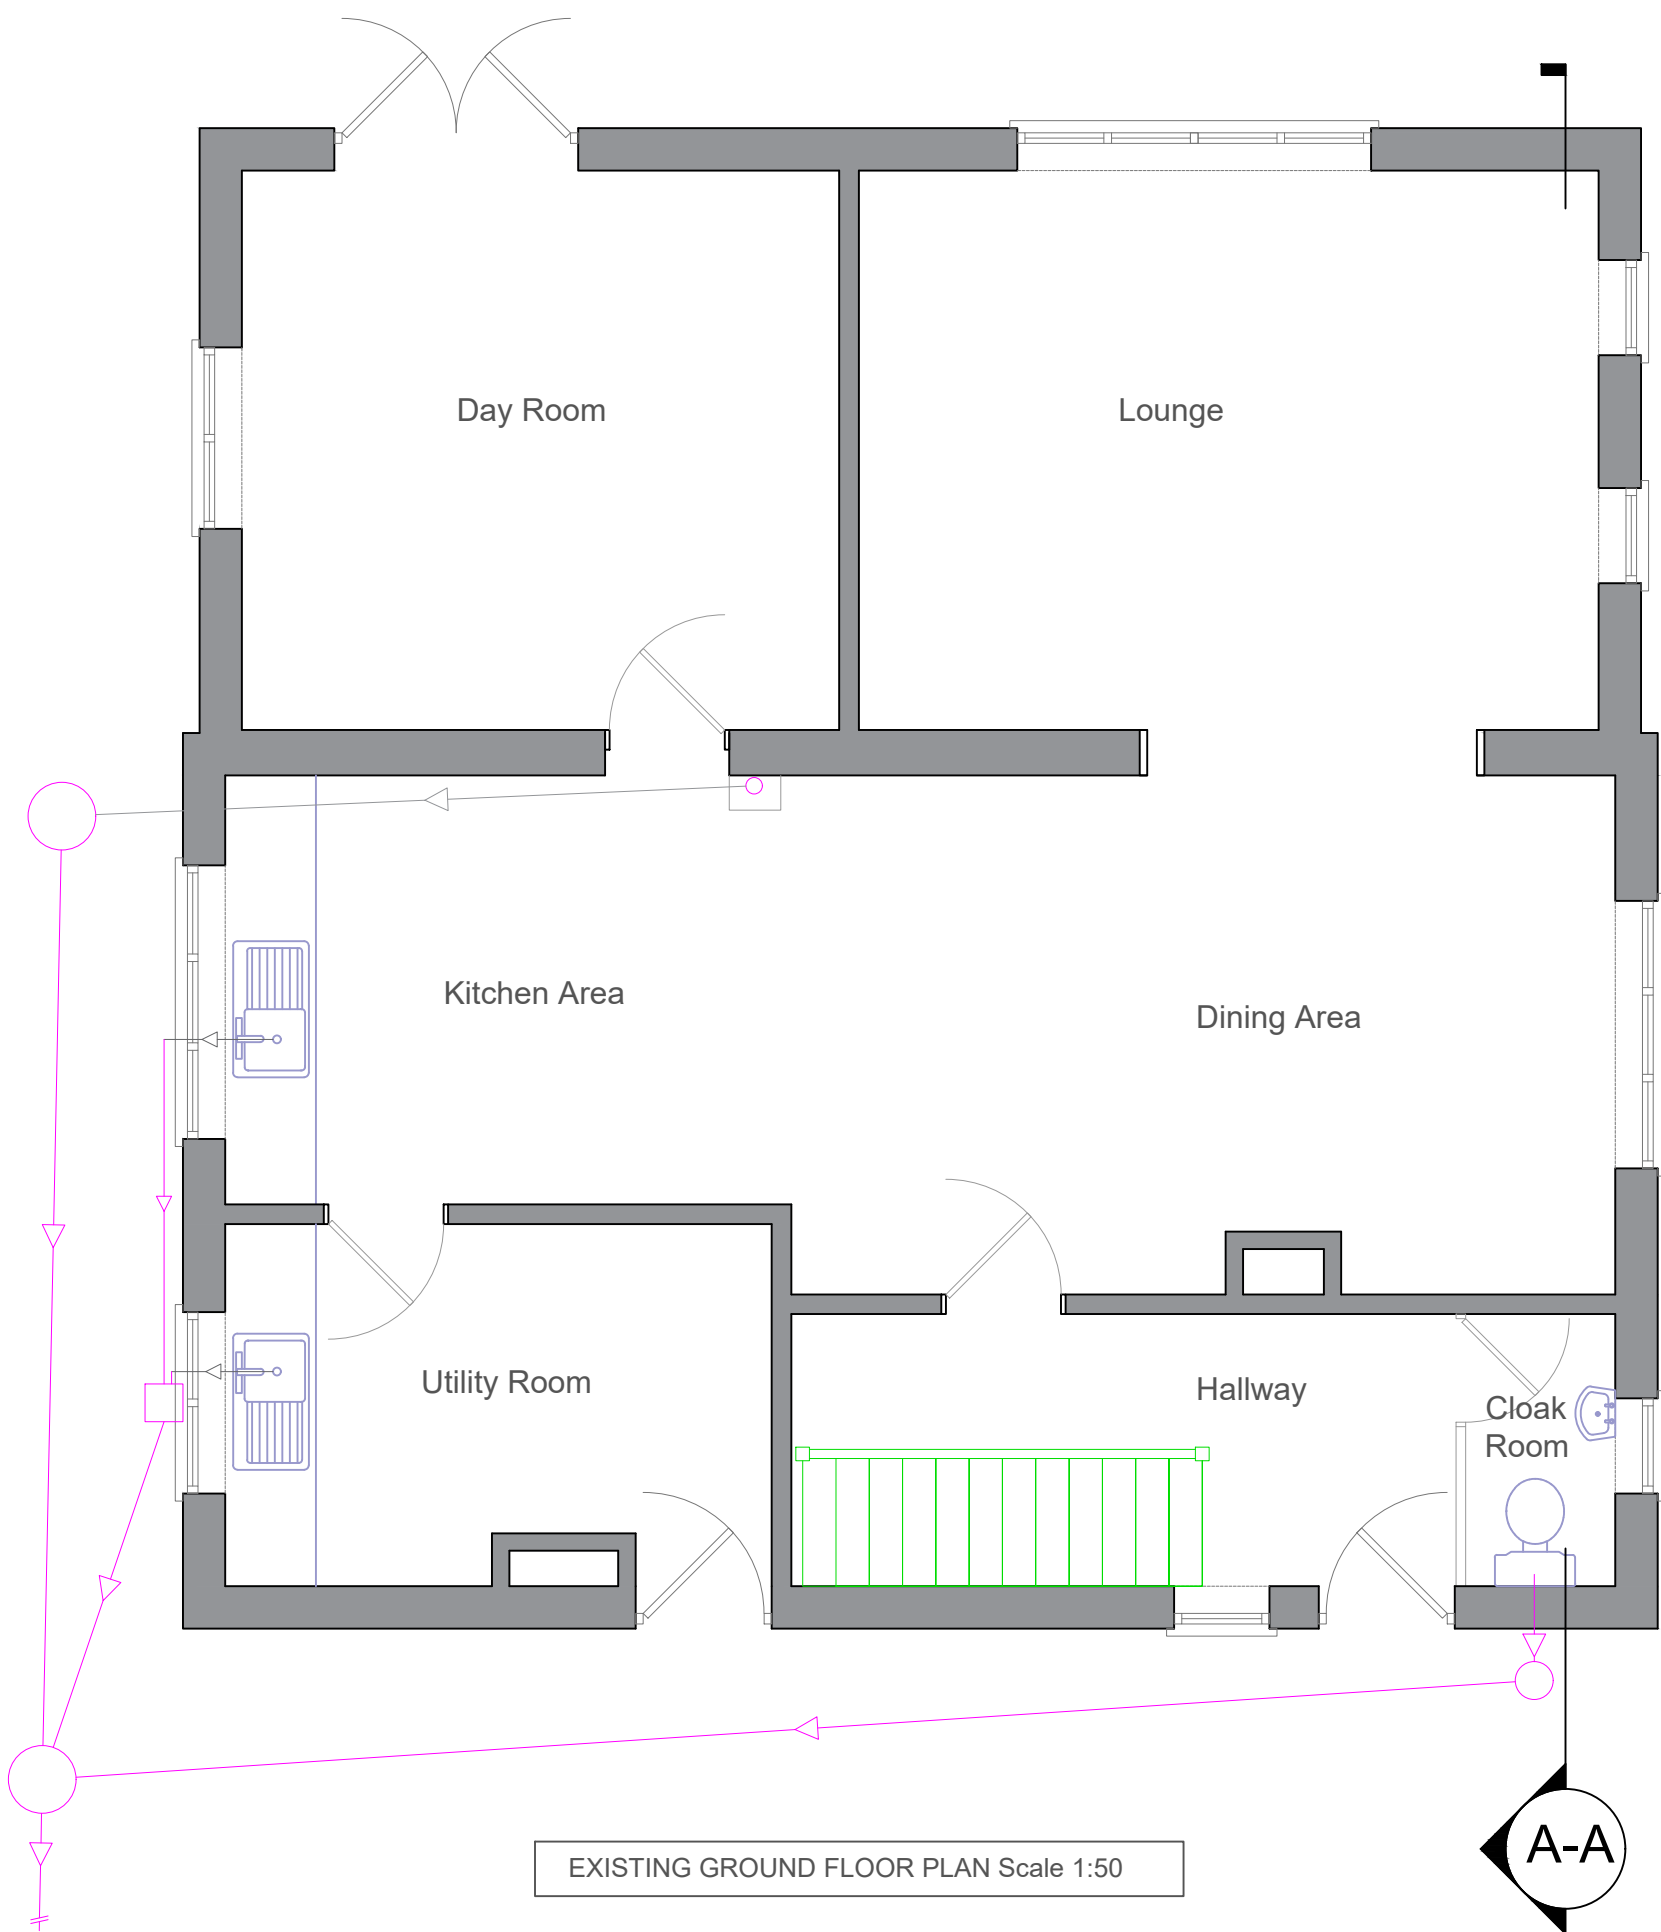 Day Room
Lounge
Kitchen Area
Dining Area
Utility Room
Hallway
Cloak
Room
EXISTING GROUND FLOOR PLAN Scale 1:50
A-A